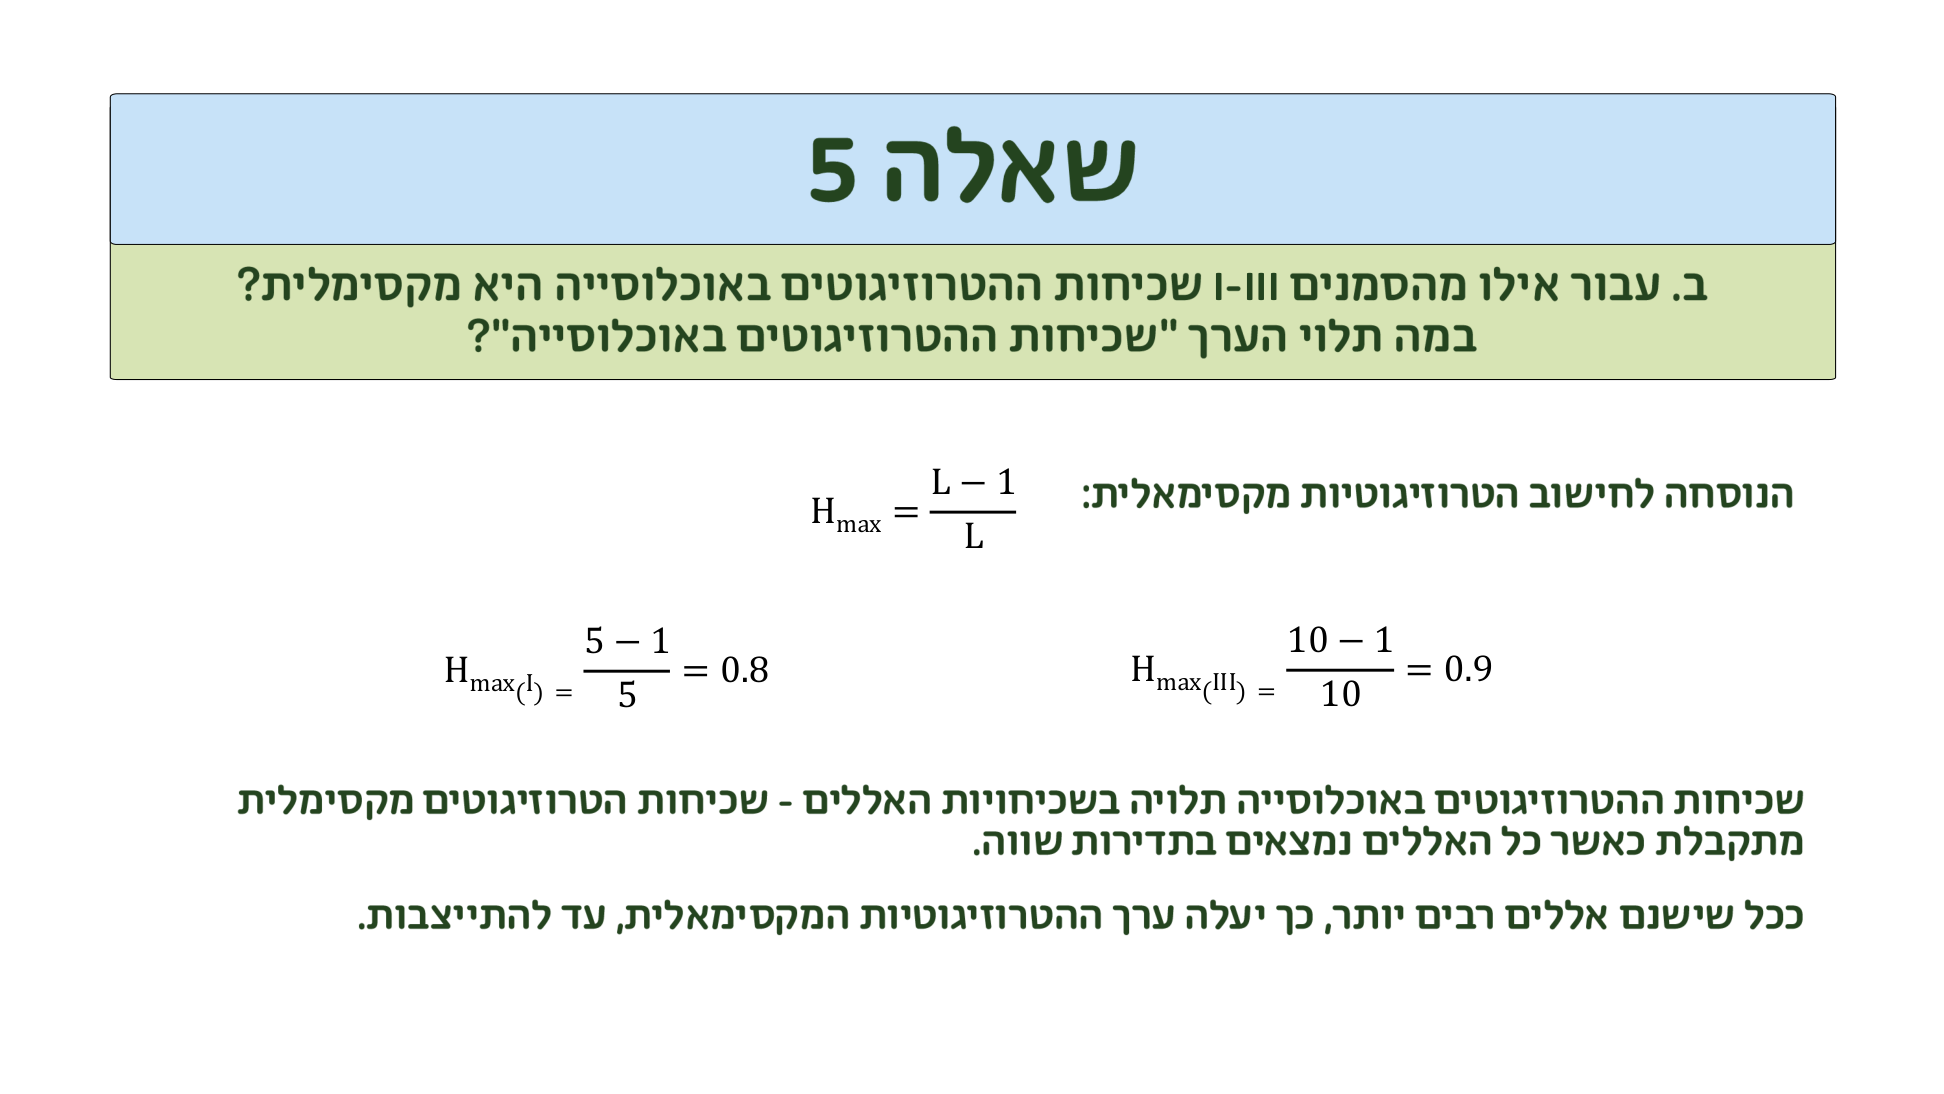 שאלה 5
ב. עבור אילו מהסמנים I-III שכיחות ההטרוזיגוטים באוכלוסייה היא מקסימלית?
במה תלוי הערך "שכיחות ההטרוזיגוטים באוכלוסייה"?
הנוסחה לחישוב הטרוזיגוטיות מקסימאלית: H_max = (L − 1)/L
H_max(III) = (10 − 1)/10 = 0.9
H_max(I) = (5 − 1)/5 = 0.8
שכיחות ההטרוזיגוטים באוכלוסייה תלויה בשכיחויות האללים - שכיחות הטרוזיגוטים מקסימלית
מתקבלת כאשר כל האללים נמצאים בתדירות שווה.
ככל שישנם אללים רבים יותר, כך יעלה ערך ההטרוזיגוטיות המקסימאלית, עד להתייצבות.